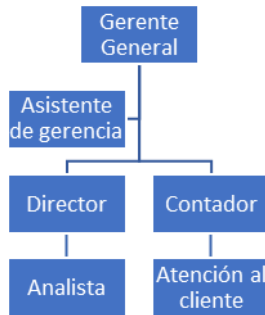 Gerente
General
Asistente
de gerencia
Director
Contador
Analista
Atención al
cliente